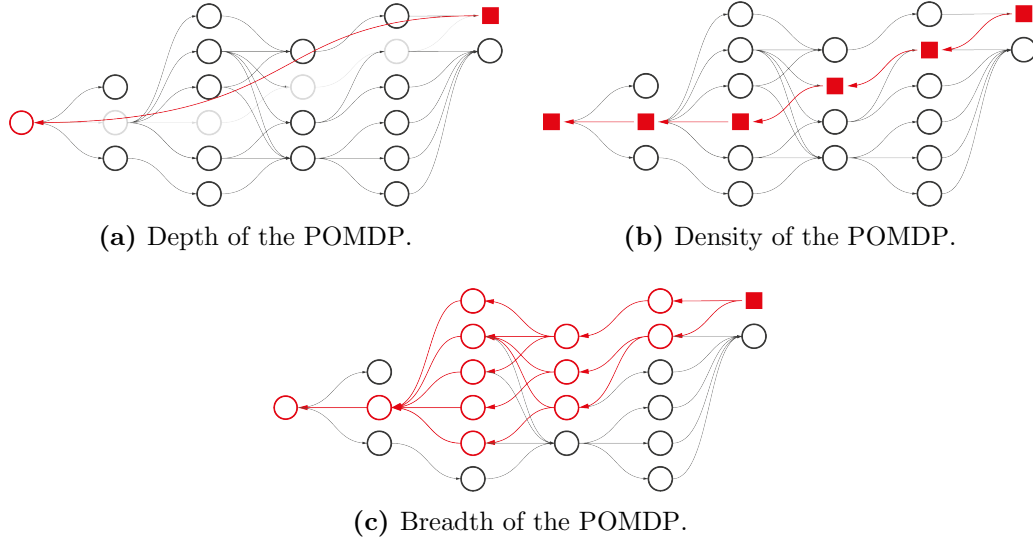 (a) Depth of the POMDP.
(b) Density of the POMDP.
(c) Breadth of the POMDP.